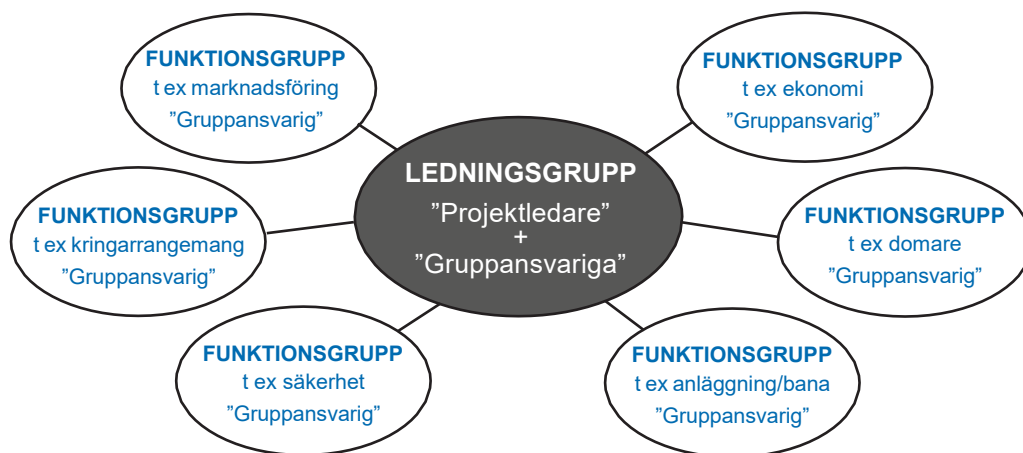 FUNKTIONSGRUPP
t ex marknadsföring
”Gruppansvarig”
FUNKTIONSGRUPP
t ex ekonomi
”Gruppansvarig”
LEDNINGSGRUPP
”Projektledare”
+
”Gruppansvariga”
FUNKTIONSGRUPP
t ex kringarrangemang
”Gruppansvarig”
FUNKTIONSGRUPP
t ex domare
”Gruppansvarig”
FUNKTIONSGRUPP
t ex säkerhet
”Gruppansvarig”
FUNKTIONSGRUPP
t ex anläggning/bana
”Gruppansvarig”